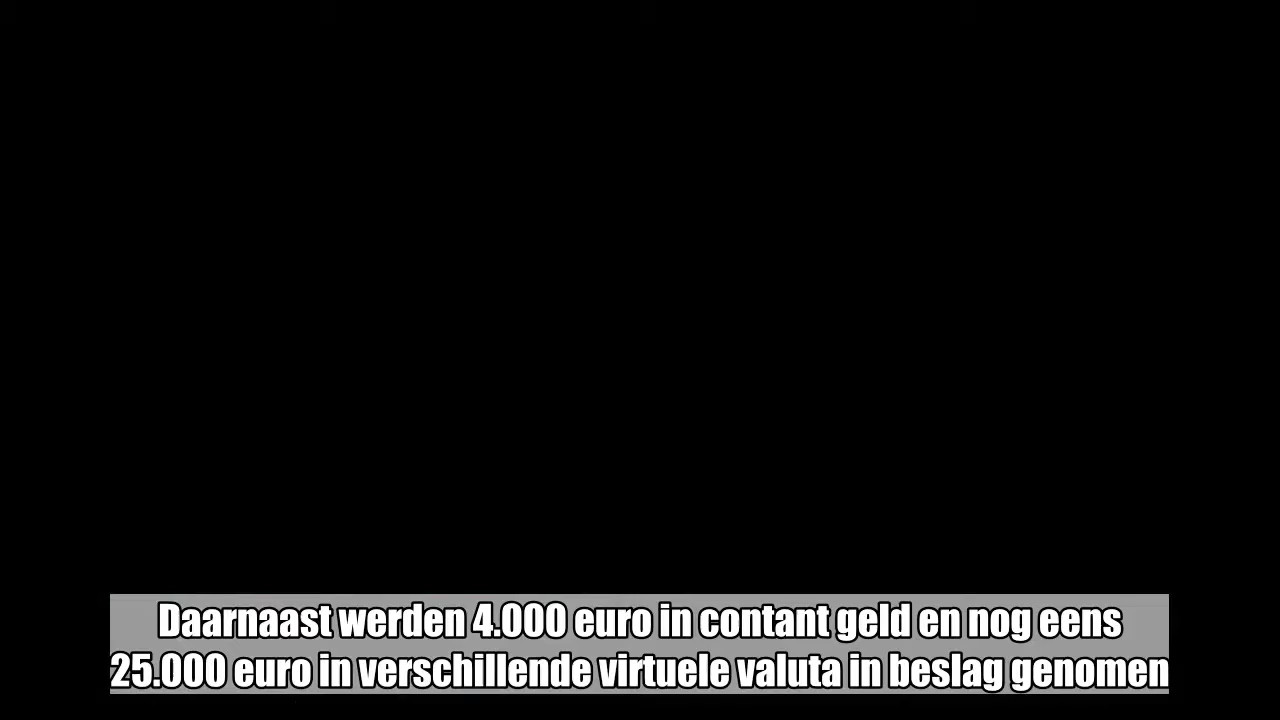 Daarnaast werden 4.000 euro in contant geld en nog eens
25.000 euro in verschillende virtuele valuta in beslag genomen